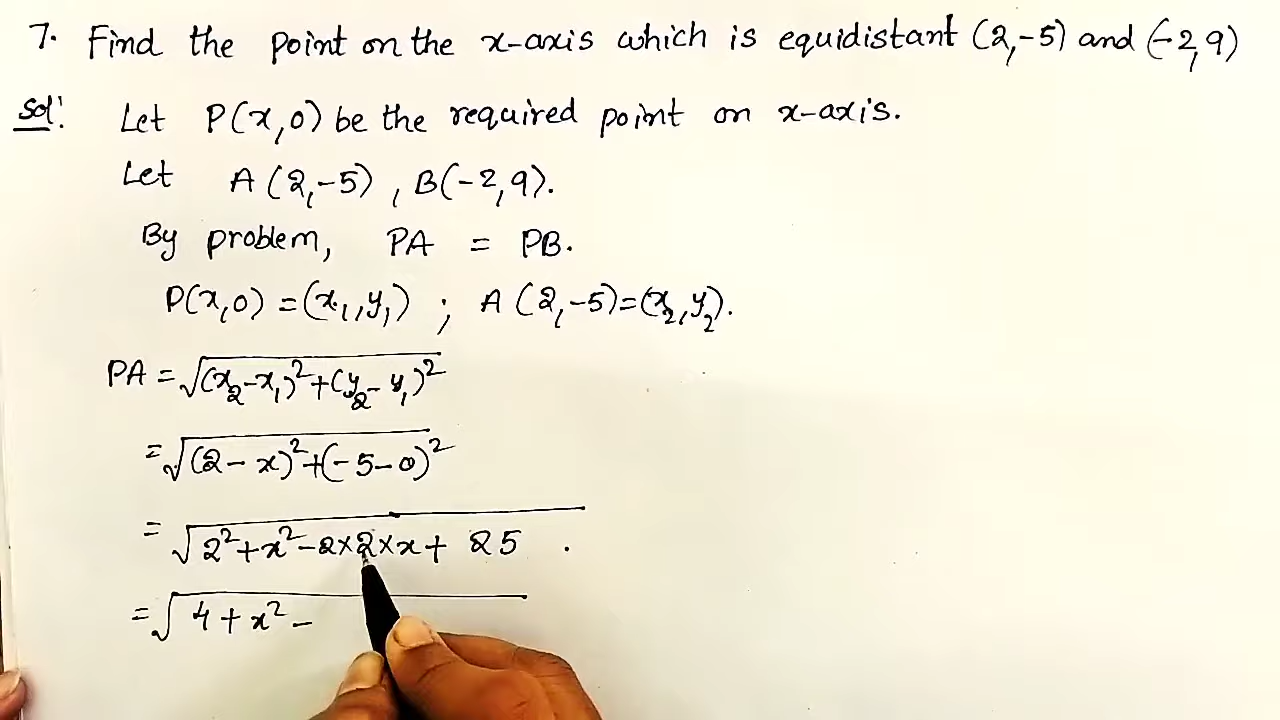 7. Find the point on the x-axis which is equidistant (2,-5) and (-2,9)
Sol: Let P(x,0) be the required point on x-axis.
Let A(2,-5), B(-2,9).
By problem, PA = PB.
P(x,0) = (x₁,y₁) ; A(2,-5)=(x₂,y₂).
PA = √(x₂-x₁)²+(y₂-y₁)²
= √(2-x)²+(-5-0)²
= √2²+x²-2×2×x+ 25 .
= √4+x²-